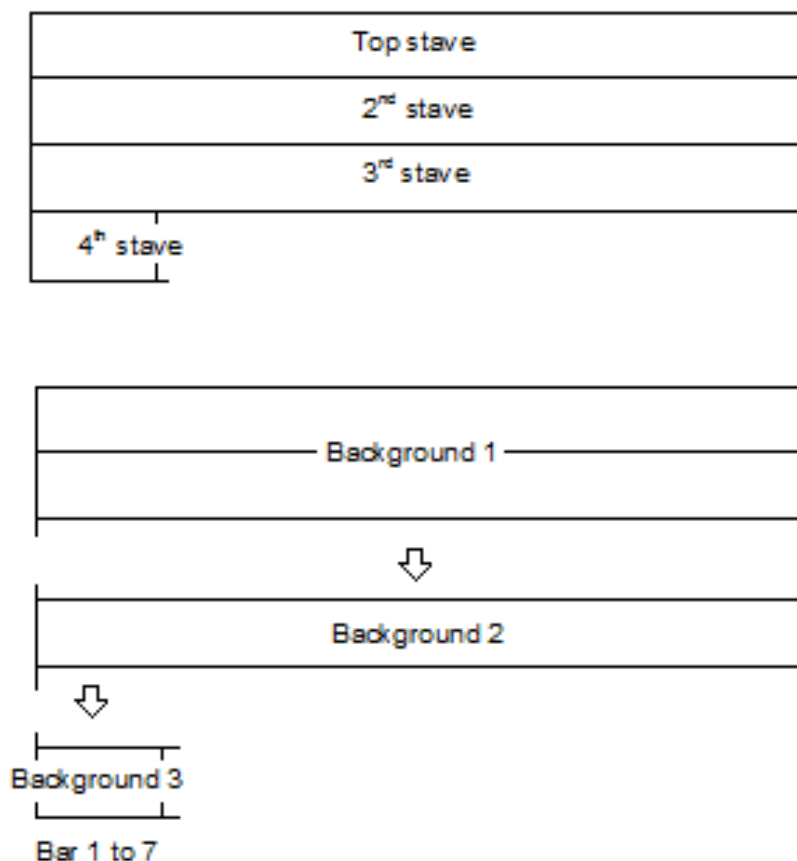 Top stave
2nd stave
3rd stave
4th stave
Background 1
Background 2
Background 3
Bar 1 to 7